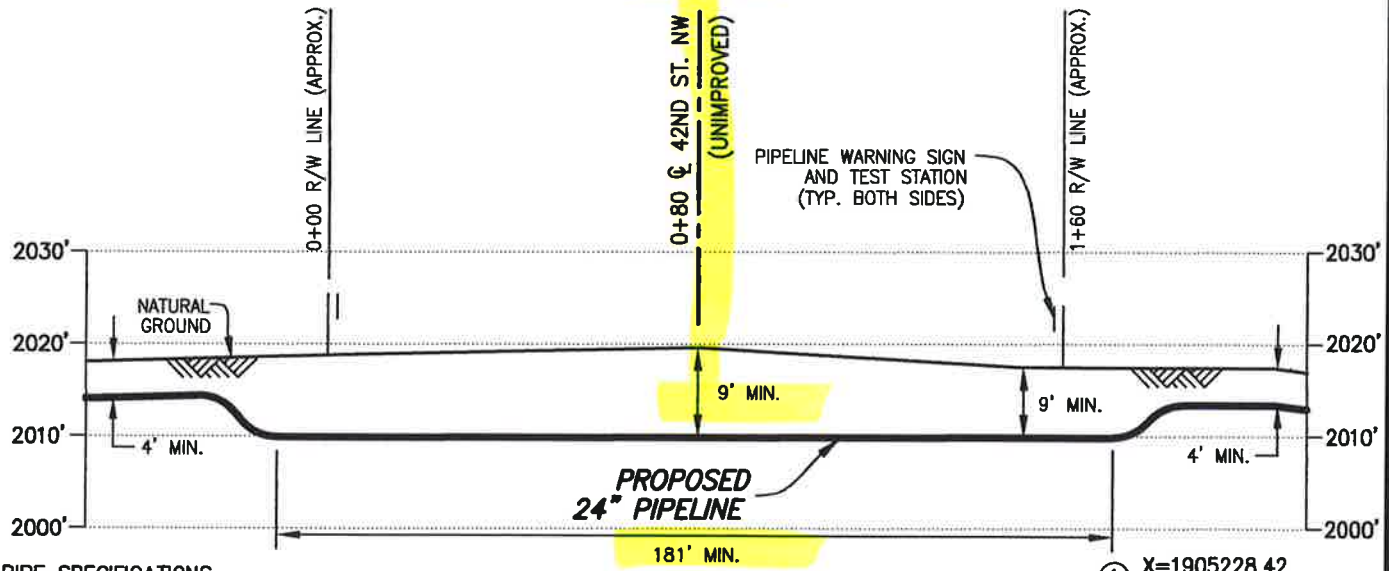 0+00 R/W LINE (APPROX.)
0+80 ℄ 42ND ST. NW
(UNIMPROVED)
1+60 R/W LINE (APPROX.)
PIPELINE WARNING SIGN
AND TEST STATION
(TYP. BOTH SIDES)
2030'
2030'
NATURAL
GROUND
2020'
2020'
9' MIN.
9' MIN.
2010'
2010'
4' MIN.
4' MIN.
PROPOSED
24" PIPELINE
2000'
2000'
181' MIN.
PIPE SPECIFICATIONS
X=1905228.42